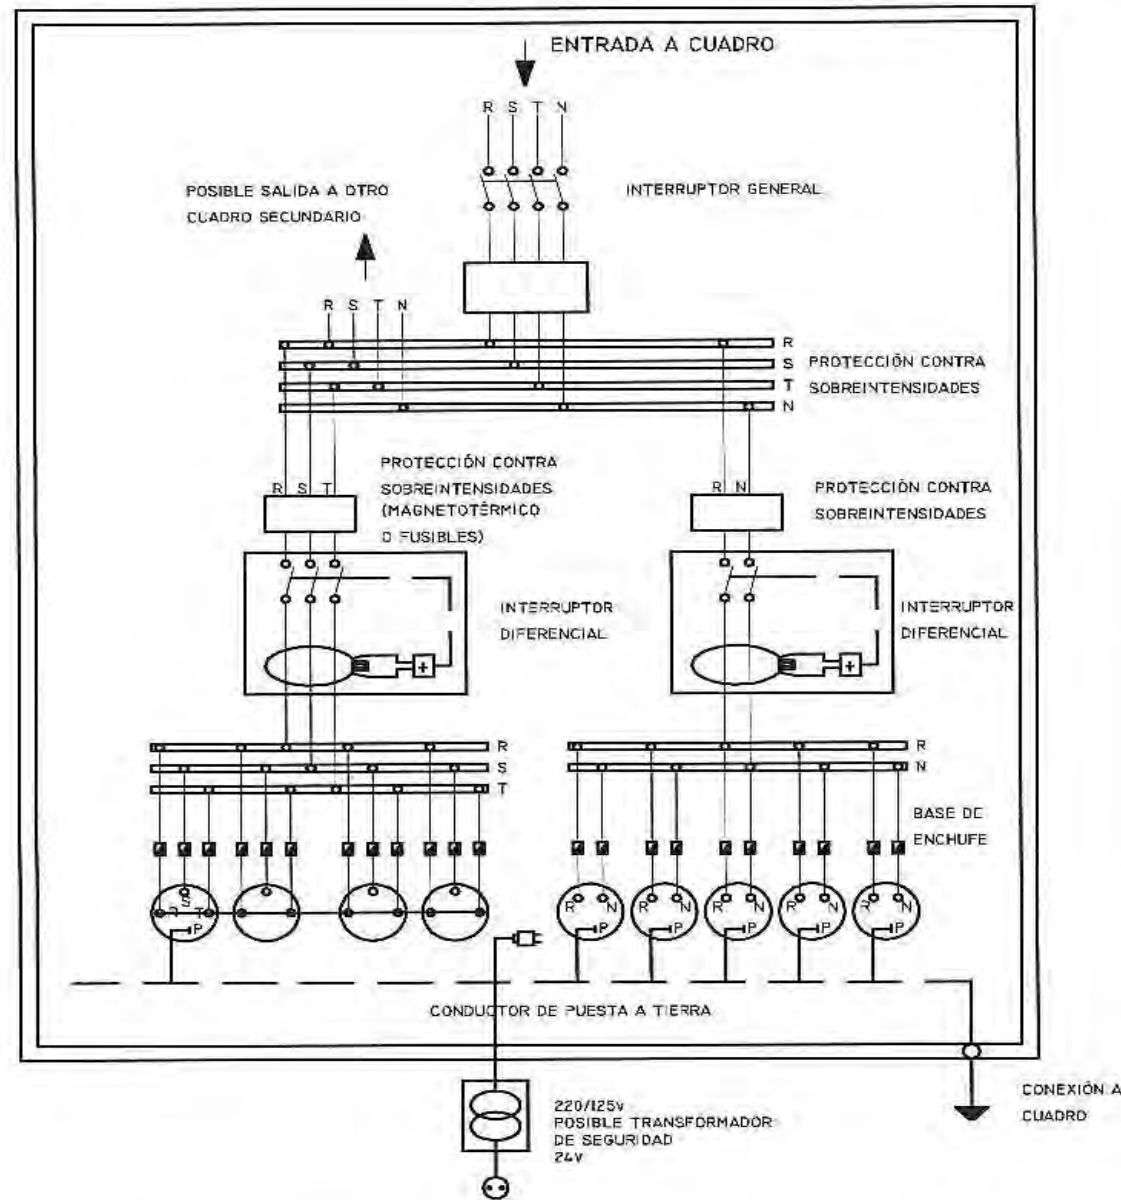 ENTRADA A CUADRO
R S T N
INTERRUPTOR GENERAL
POSIBLE SALIDA A OTRO
CUADRO SECUNDARIO
R S T N
R
S
T
N
PROTECCIÓN CONTRA
SOBREINTENSIDADES
PROTECCIÓN CONTRA
SOBREINTENSIDADES
(MAGNETOTÉRMICO
O FUSIBLES)
R S T
R N
PROTECCIÓN CONTRA
SOBREINTENSIDADES
INTERRUPTOR
DIFERENCIAL
+
INTERRUPTOR
DIFERENCIAL
+
R
S
T
R
N
BASE DE
ENCHUFE
R S T
P
R N
P
R N
P
R N
P
R N
P
R N
P
CONDUCTOR DE PUESTA A TIERRA
220/125v
POSIBLE TRANSFORMADOR
DE SEGURIDAD
24V
CONEXIÓN A
CUADRO